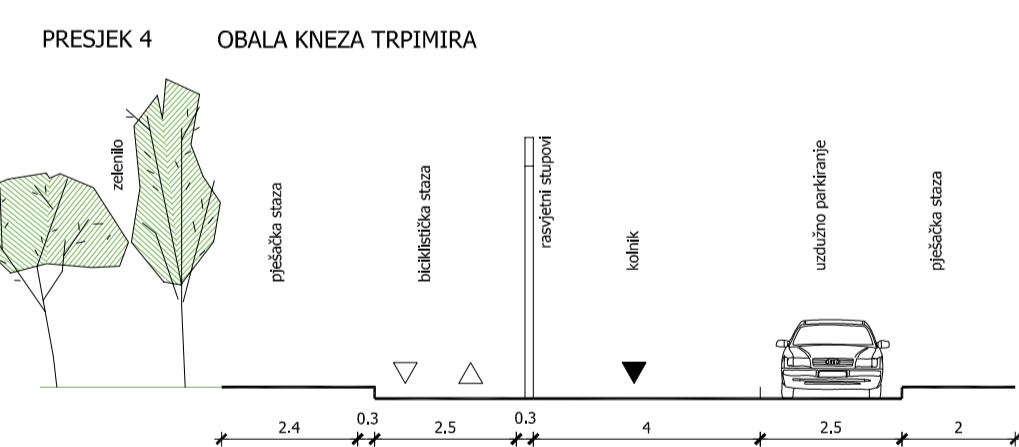 PRESJEK 4 OBALA KNEZA TRPIMIRA
zelenilo
pješačka staza
biciklistička staza
rasvjetni stupovi
kolnik
uzdužno parkiranje
pješačka staza
2.4 0.3 2.5 0.3 4 2.5 2